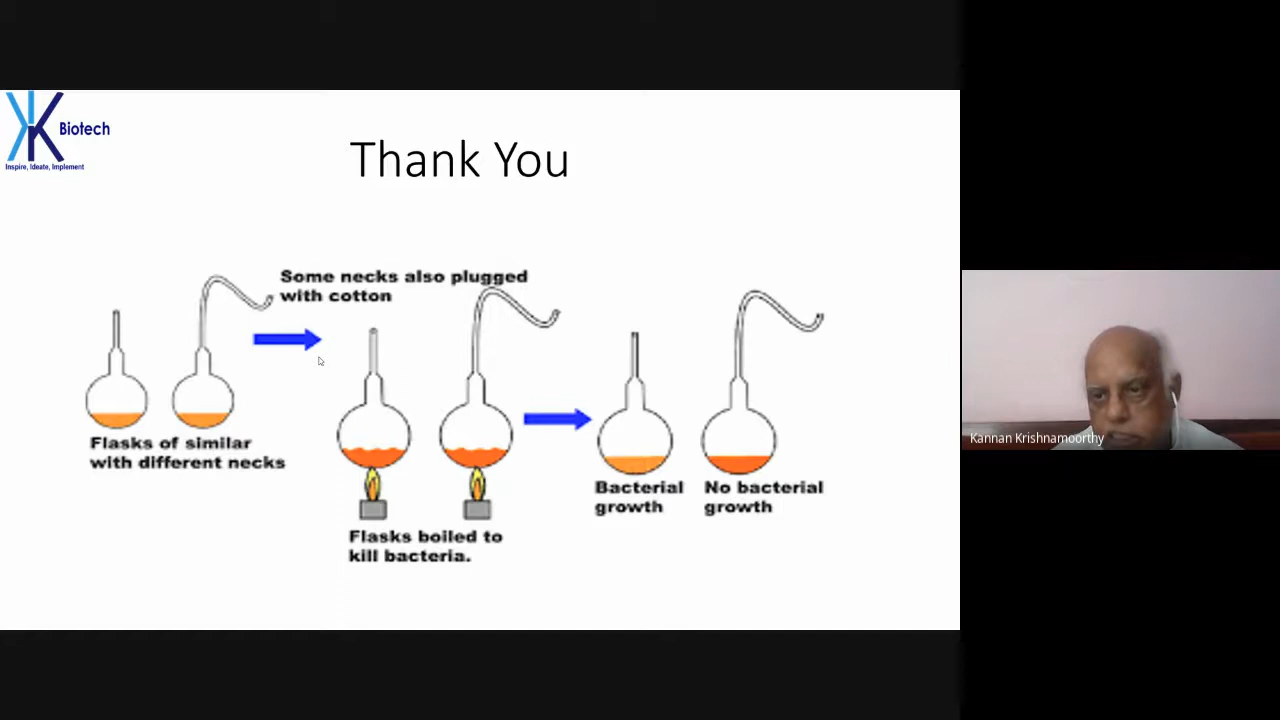 Biotech
Inspire, Ideate, Implement
Thank You
Some necks also plugged
with cotton
Flasks of similar
with different necks
Flasks boiled to
kill bacteria.
Bacterial
growth
No bacterial
growth
Kannan Krishnamoorthy